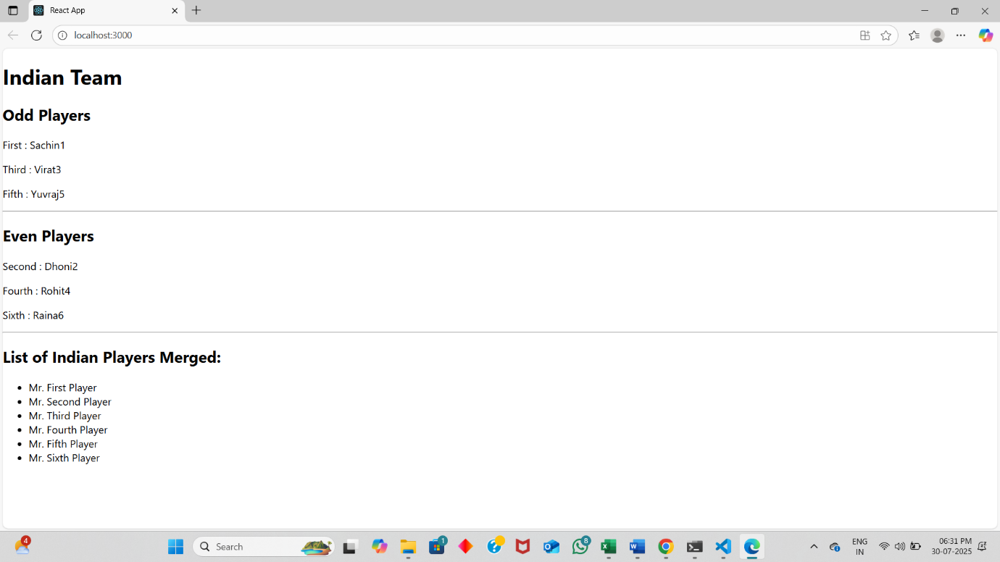 React App
localhost:3000
Indian Team
Odd Players
First : Sachin1
Third : Virat3
Fifth : Yuvraj5
Even Players
Second : Dhoni2
Fourth : Rohit4
Sixth : Raina6
List of Indian Players Merged:
• Mr. First Player
• Mr. Second Player
• Mr. Third Player
• Mr. Fourth Player
• Mr. Fifth Player
• Mr. Sixth Player
4
Search
1
8
ENG
IN
06:31 PM
30-07-2025